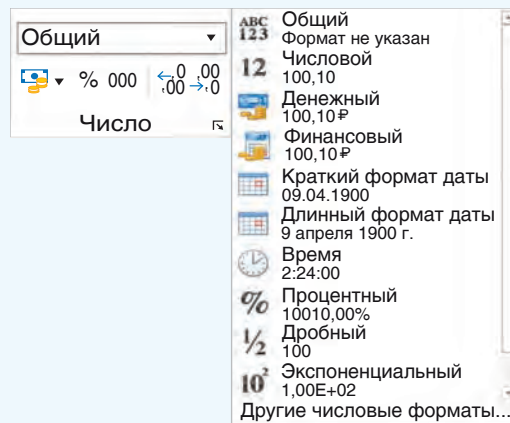 Общий
% 000 ←,0 ,00
,00 →,0
Число
ABC
123
Общий
Формат не указан
12
Числовой
100,10
Денежный
100,10 ₽
Финансовый
100,10 ₽
Краткий формат даты
09.04.1900
Длинный формат даты
9 апреля 1900 г.
Время
2:24:00
%
Процентный
10010,00%
½
Дробный
100
10²
Экспоненциальный
1,00E+02
Другие числовые форматы...